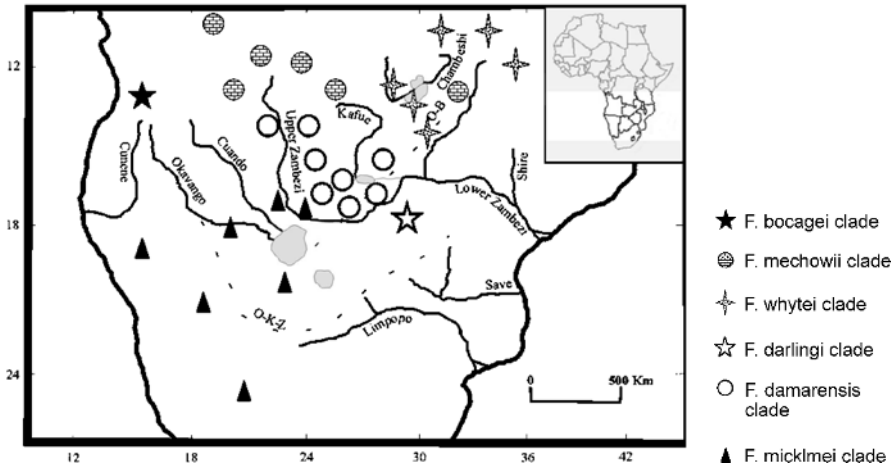 12
18
24
12
18
24
30
36
42
Cunene
Okavango
Cuando
Upper Zambezi
Kafue
Chambeshi
O-B
Shire
Lower Zambezi
Save
Limpopo
O-K-Z
0 500 Km
F. bocagei clade
F. mechowii clade
F. whytei clade
F. darlingi clade
F. damarensis
clade
F. micklmei clade